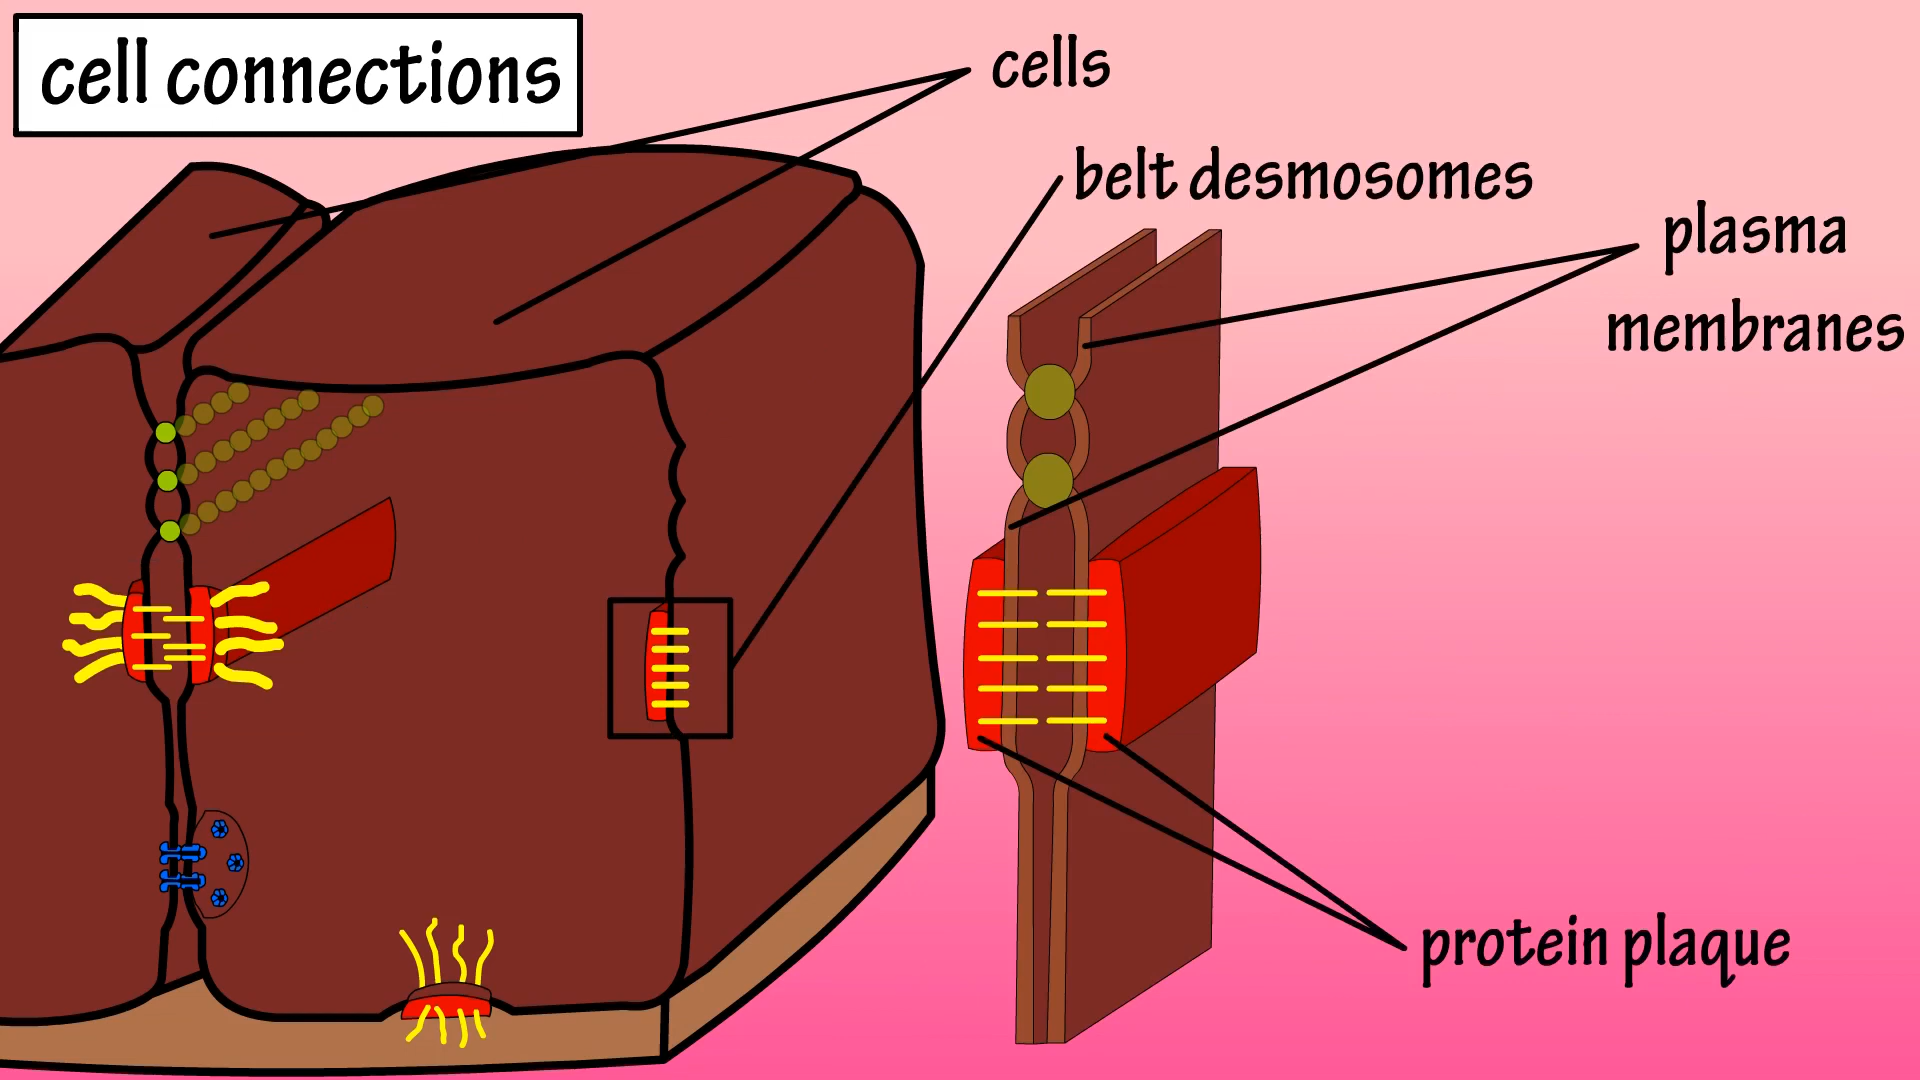 cell connections
cells
belt desmosomes
plasma
membranes
protein plaque